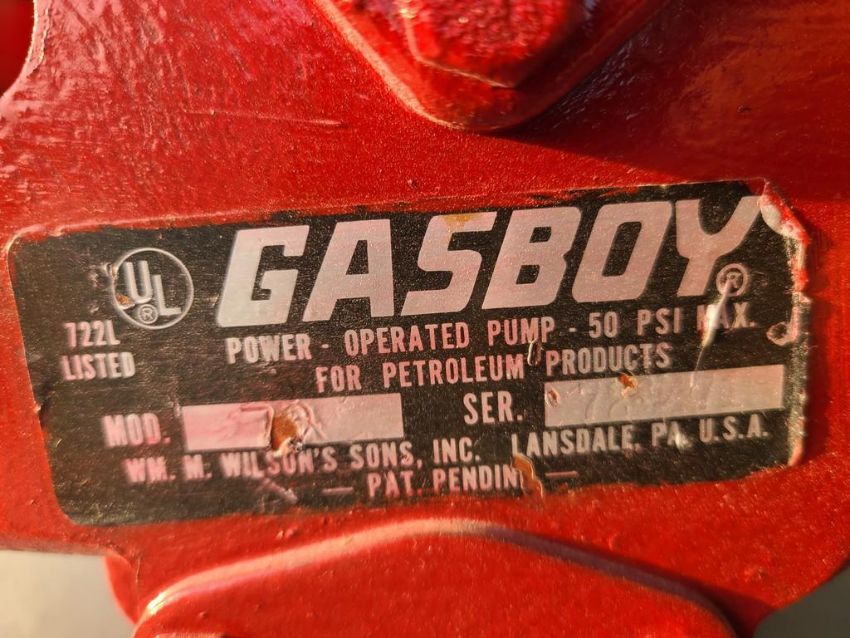 GASBOY®
UL®
722L
LISTED
POWER - OPERATED PUMP - 50 PSI MAX.
FOR PETROLEUM PRODUCTS
MOD. SER.
WM. M. WILSON'S SONS, INC. LANSDALE, PA. U.S.A.
— PAT. PENDING —